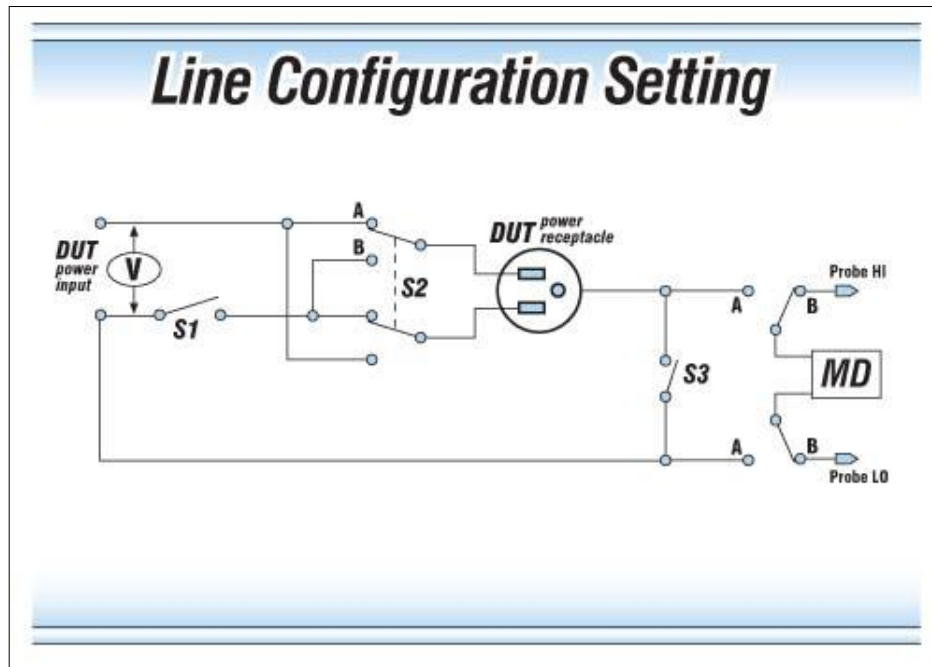 Line Configuration Setting
A
DUT power receptacle
B
DUT power input
V
S2
Probe HI
A
B
S1
S3
MD
A
B
Probe LO